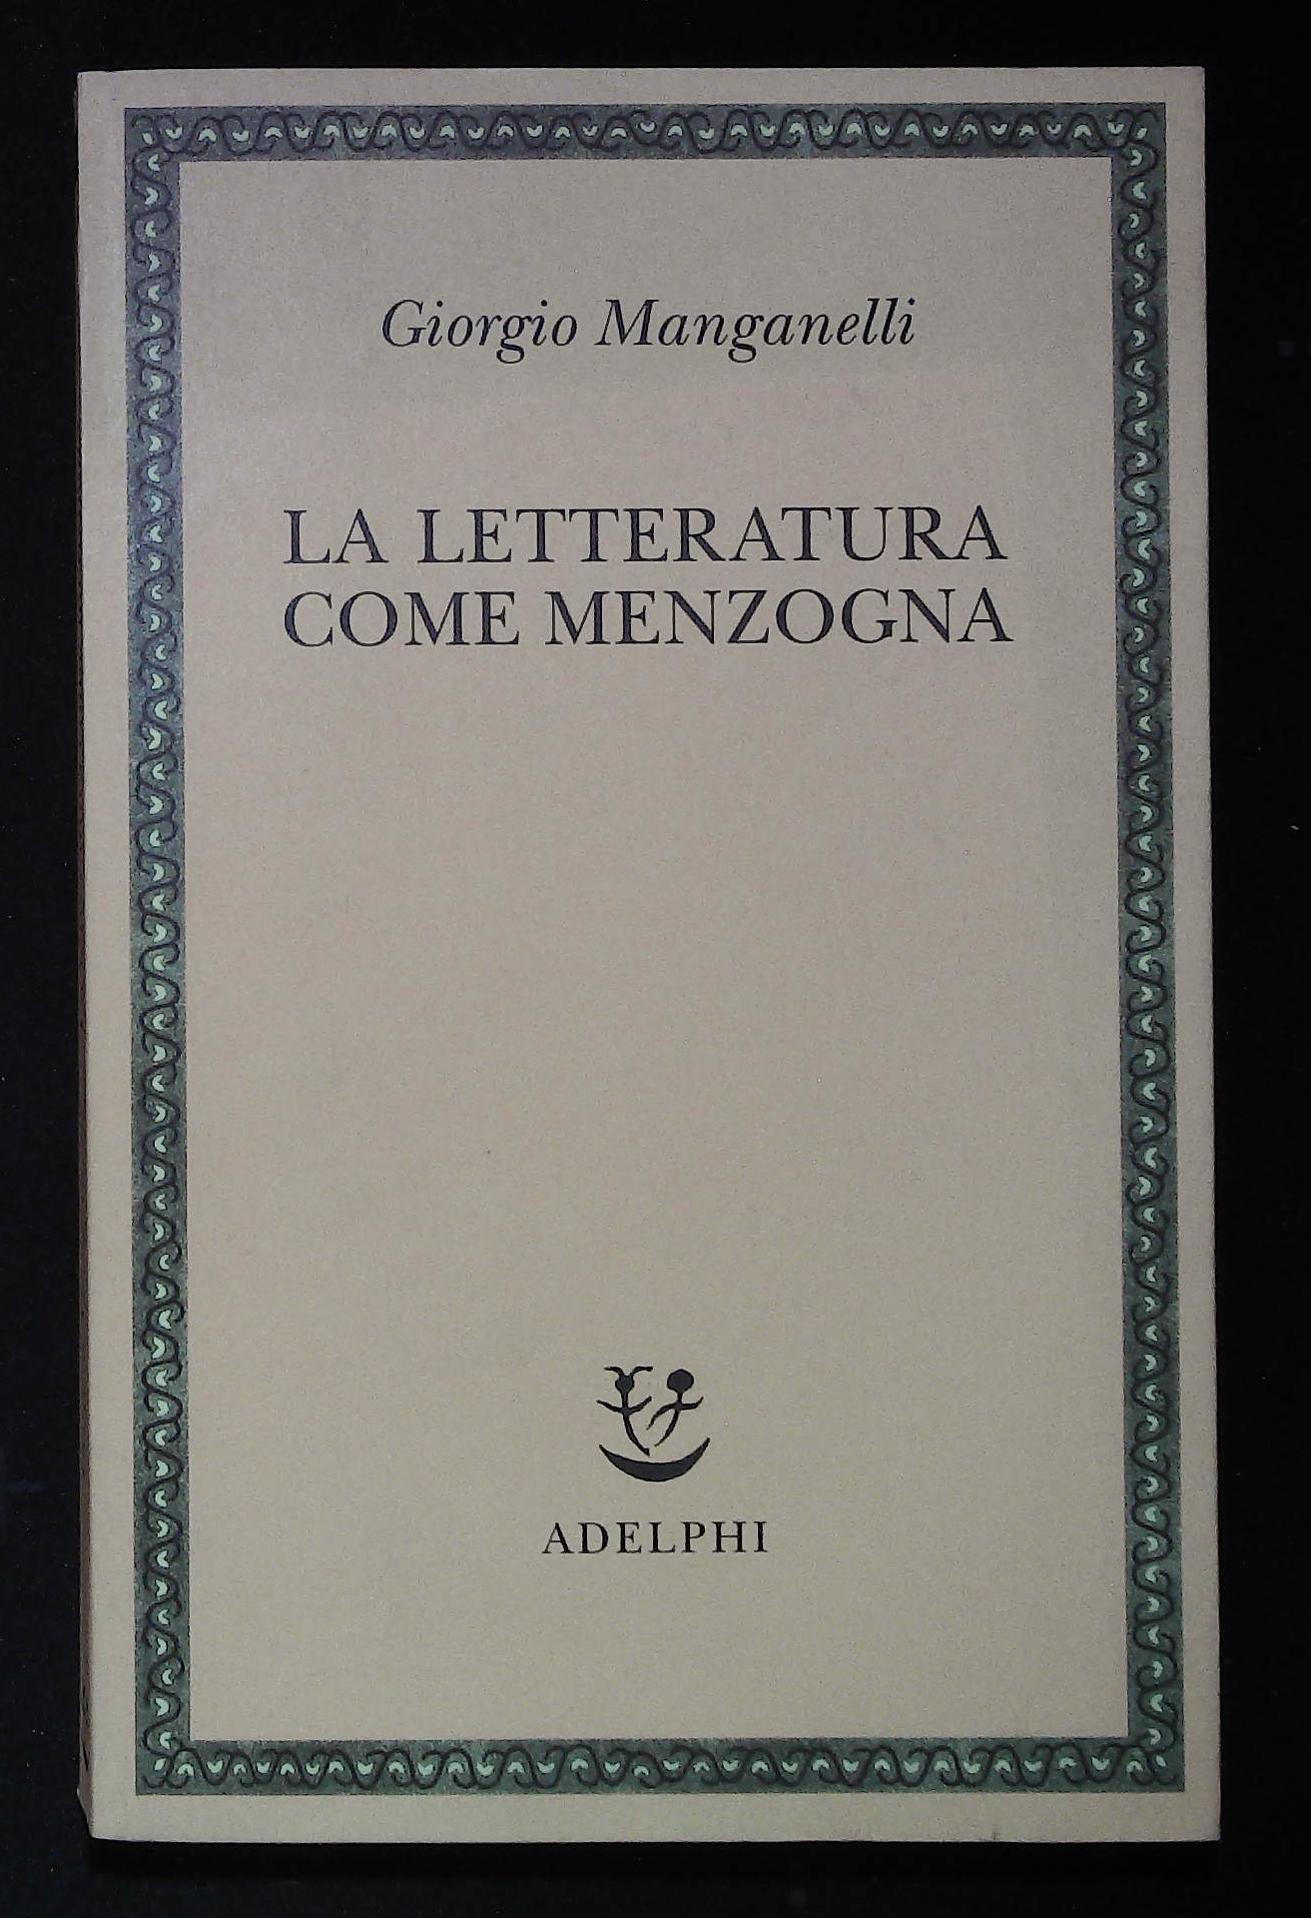 Giorgio Manganelli
LA LETTERATURA
COME MENZOGNA
ADELPHI